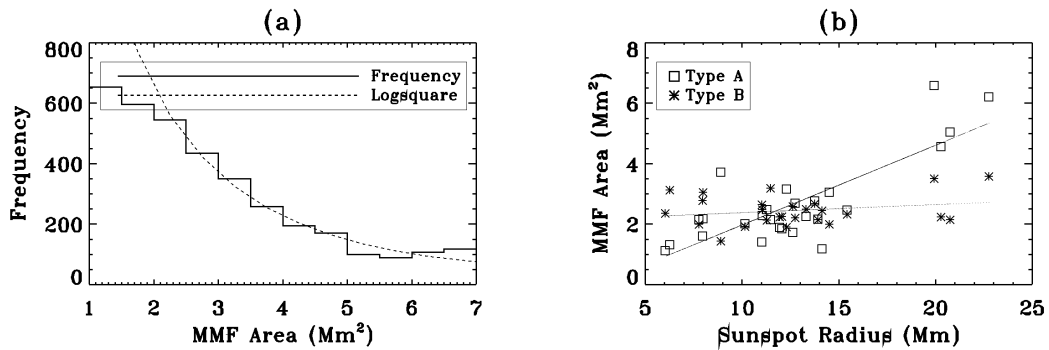 (a)
800
600
400
200
0
Frequency
Frequency
Logsquare
1 2 3 4 5 6 7
MMF Area (Mm²)
(b)
8
6
4
2
0
MMF Area (Mm²)
Type A
Type B
5 10 15 20 25
Sunspot Radius (Mm)